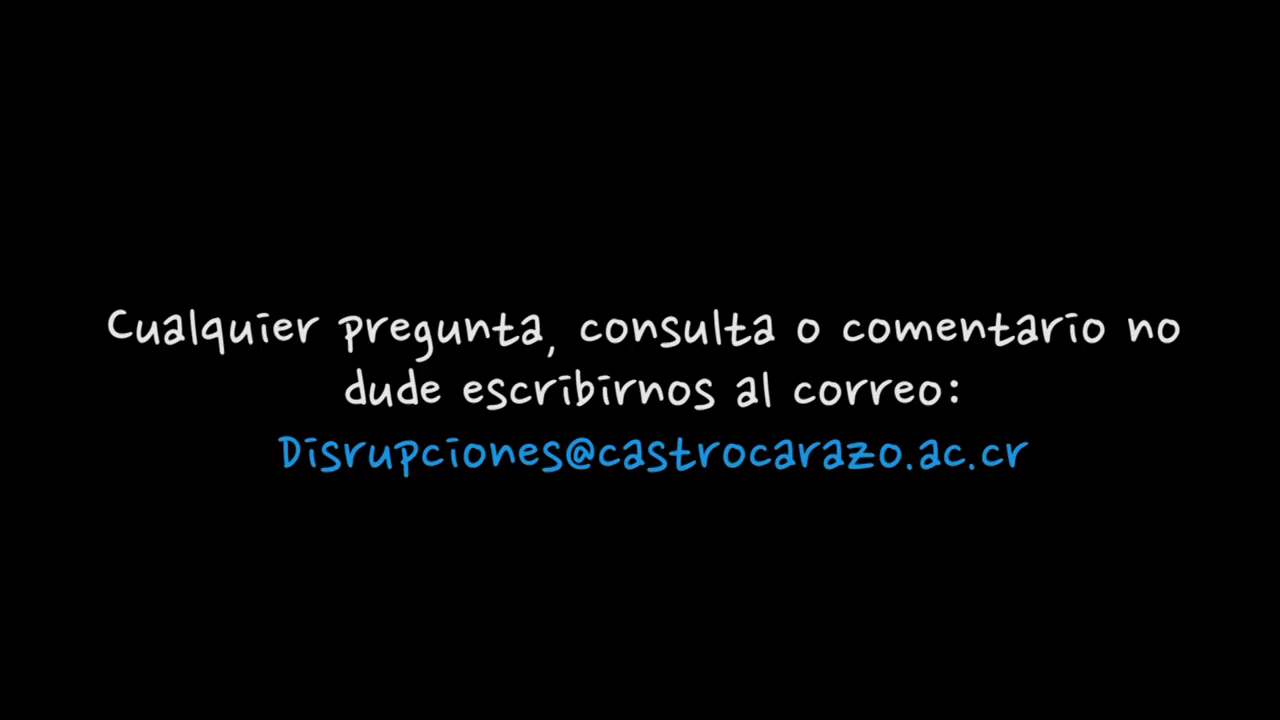 Cualquier pregunta, consulta o comentario no
dude escribirnos al correo:
Disrupciones@castrocarazo.ac.cr